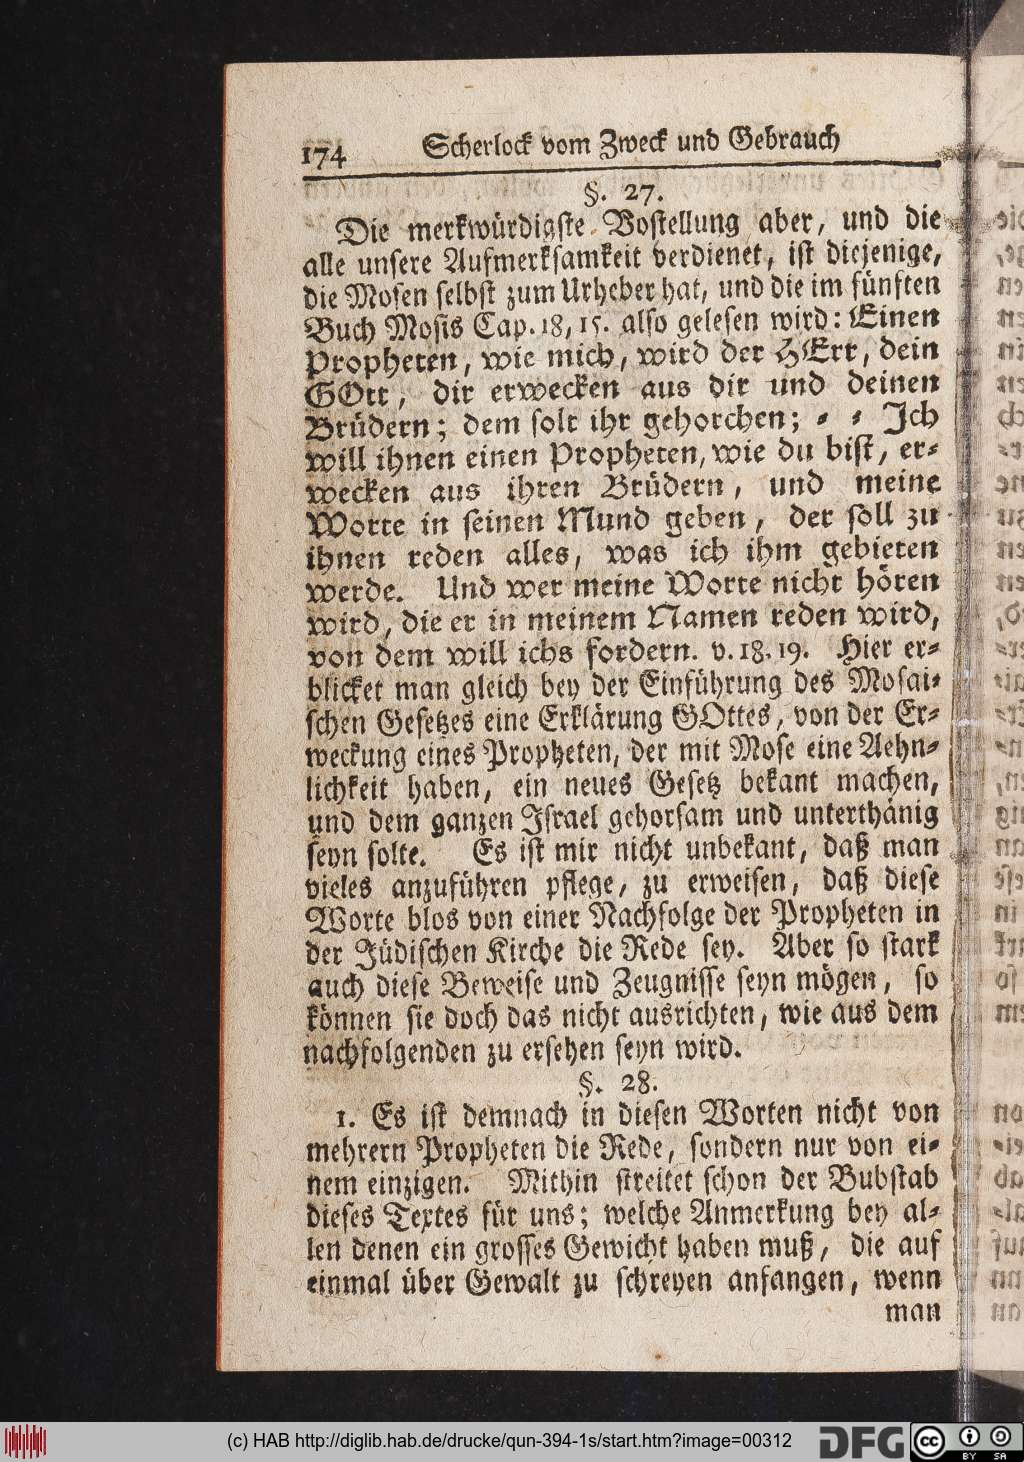 174 Scherlock vom Zweck und Gebrauch
§. 27.
Die merkwürdigste Vostellung aber, und die
alle unsere Aufmerksamkeit verdienet, ist diejenige,
die Mosen selbst zum Urheber hat, und die im fünften
Buch Mosis Cap. 18, 15. also gelesen wird: Einen
Propheten, wie mich, wird der HErr, dein
GOtt, dir erwecken aus dir und deinen
Brüdern; dem solt ihr gehorchen; = = Ich
will ihnen einen Propheten, wie du bist, er=
wecken aus ihren Brüdern, und meine
Worte in seinen Mund geben, der soll zu
ihnen reden alles, was ich ihm gebieten
werde. Und wer meine Worte nicht hören
wird, die er in meinem Namen reden wird,
von dem will ichs fordern. v. 18. 19. Hier er=
blicket man gleich bey der Einführung des Mosai=
schen Gesetzes eine Erklärung GOttes, von der Er=
weckung eines Propheten, der mit Mose eine Aehn=
lichkeit haben, ein neues Gesetz bekant machen,
und dem ganzen Israel gehorsam und unterthänig
seyn solte. Es ist mir nicht unbekant, daß man
vieles anzuführen pflege, zu erweisen, daß diese
Worte blos von einer Nachfolge der Propheten in
der Jüdischen Kirche die Rede sey. Aber so stark
auch diese Beweise und Zeugnisse seyn mögen, so
können sie doch das nicht ausrichten, wie aus dem
nachfolgenden zu ersehen seyn wird.
§. 28.
1. Es ist demnach in diesen Worten nicht von
mehrern Propheten die Rede, sondern nur von ei=
nem einzigen. Mithin streitet schon der Bubstab
dieses Textes für uns; welche Anmerkung bey al=
len denen ein grosses Gewicht haben muß, die auf
einmal über Gewalt zu schreyen anfangen, wenn
man
(c) HAB http://diglib.hab.de/drucke/qun-394-1s/start.htm?image=00312
DFG
cc BY SA